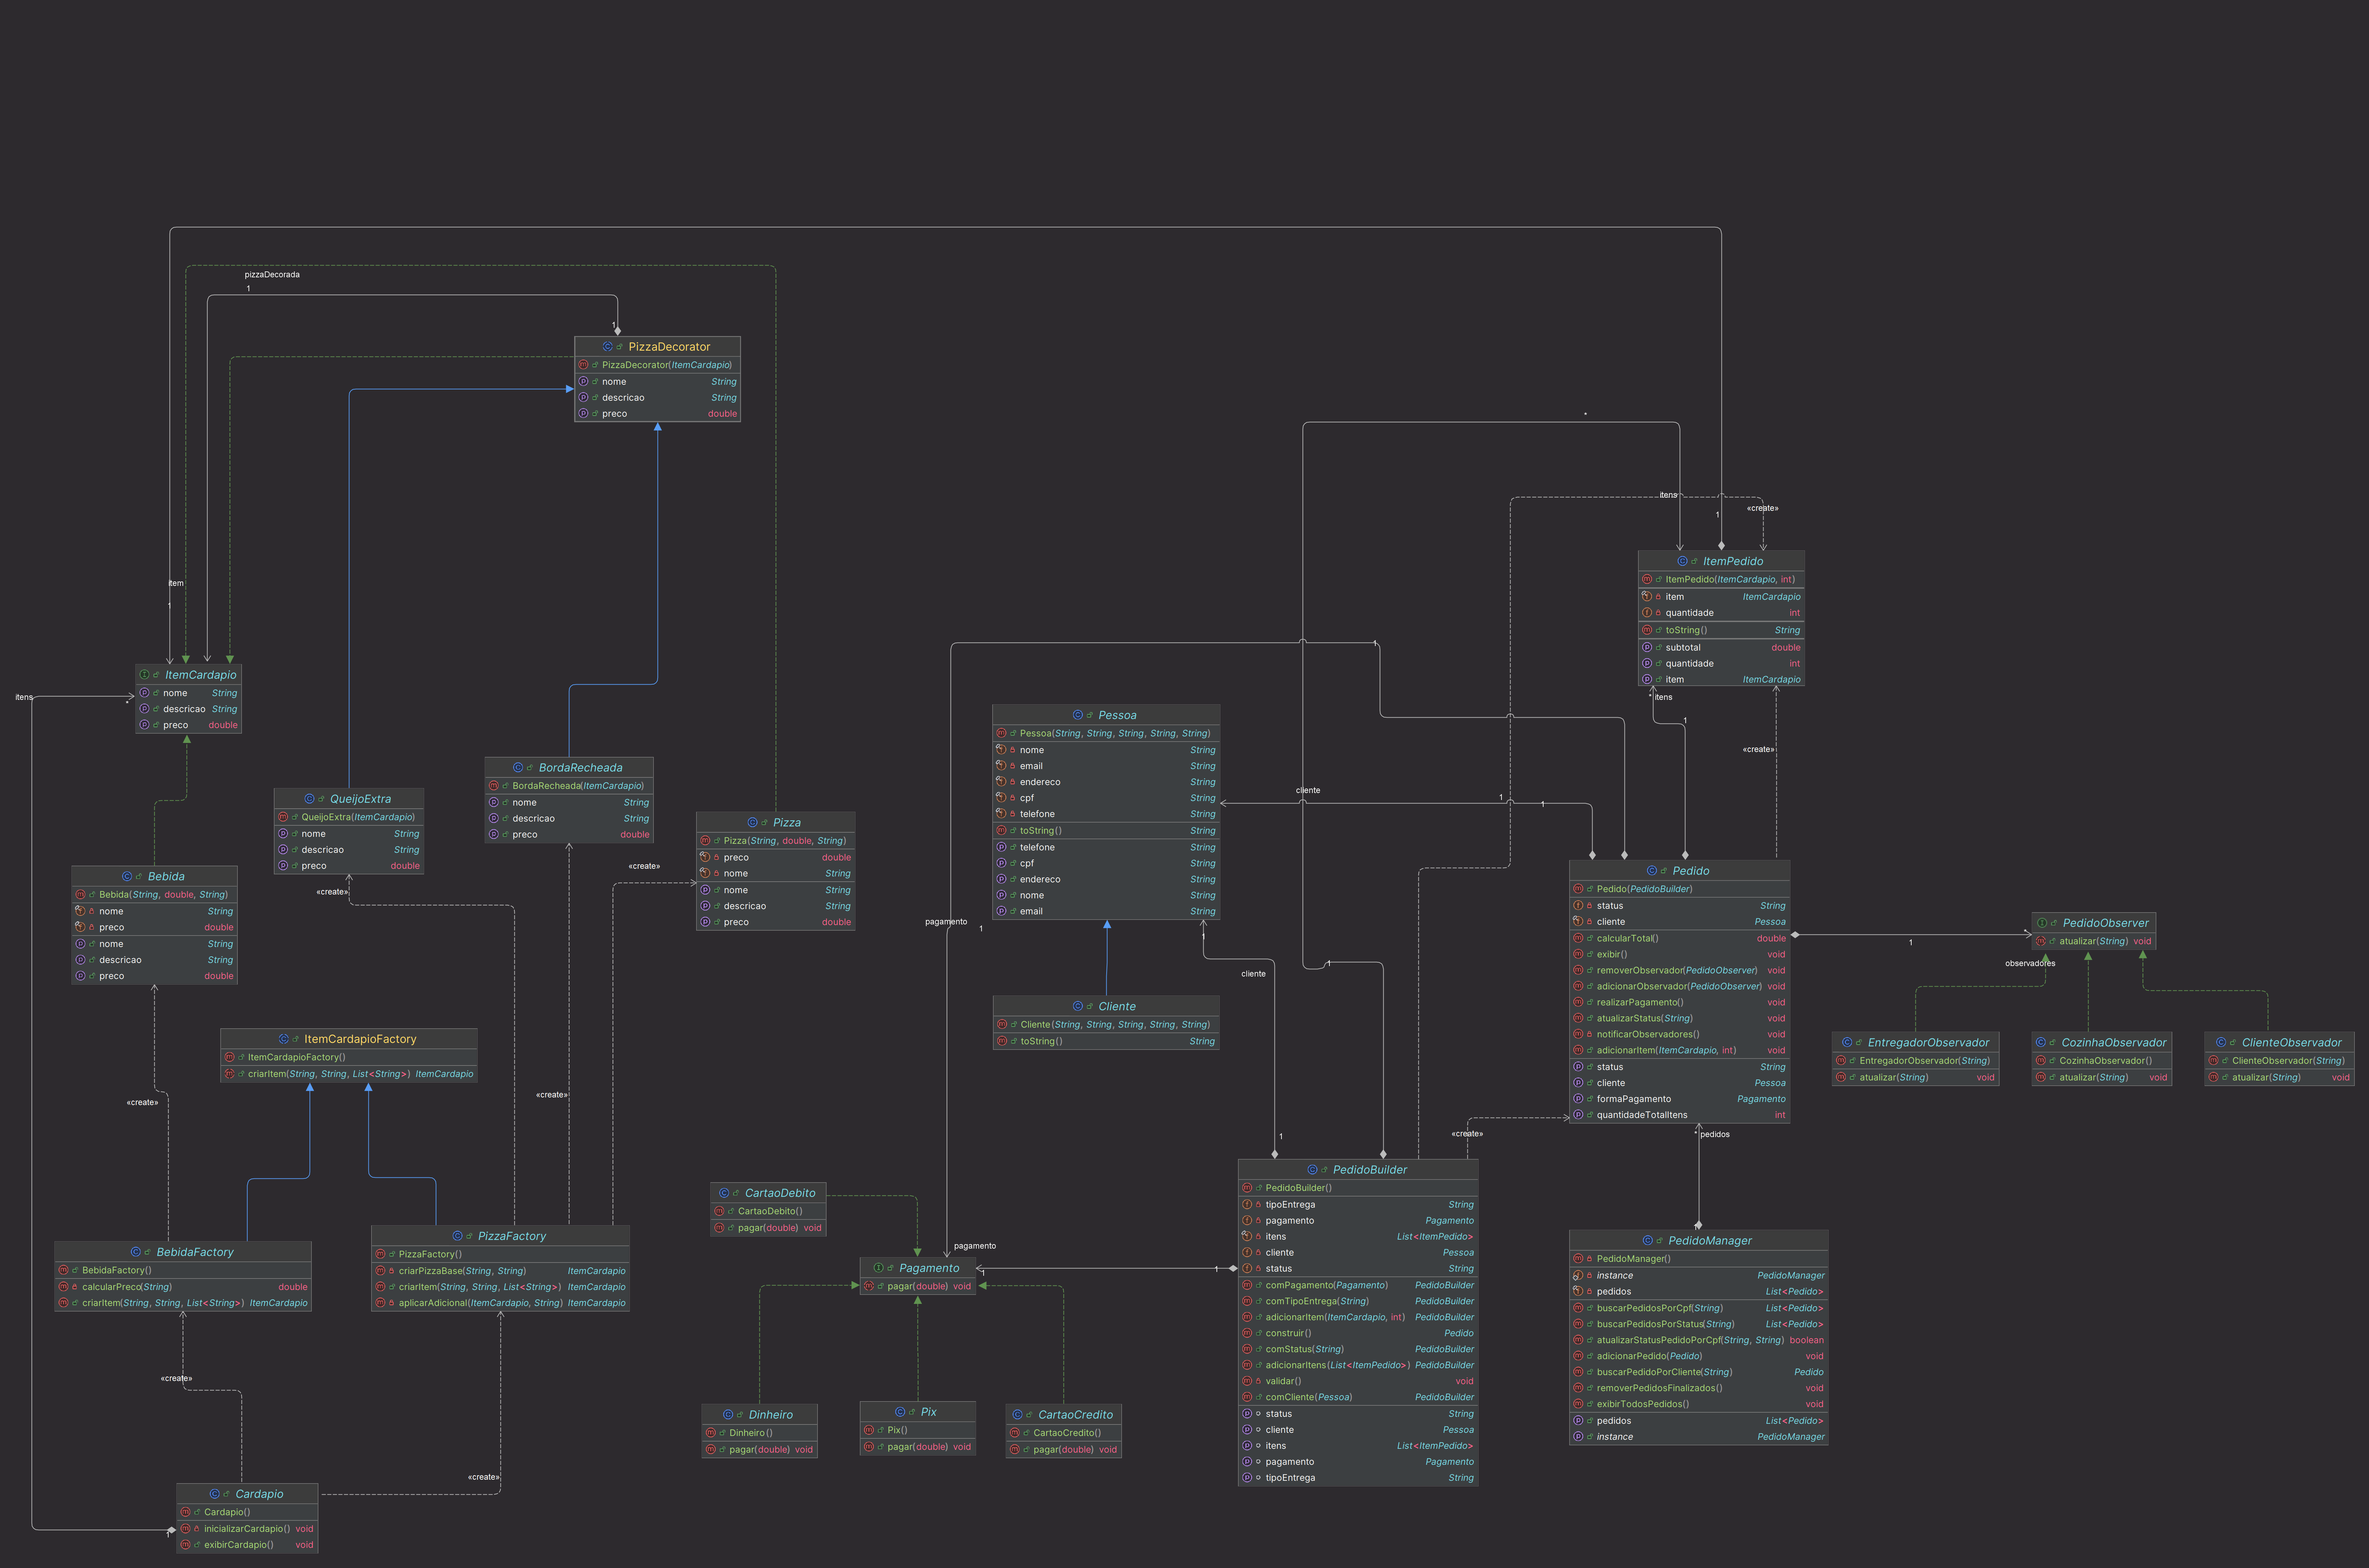 pizzaDecorada
1
1
PizzaDecorator
PizzaDecorator(ItemCardapio)
nome String
descricao String
preco double
*
itens
«create»
1
ItemPedido
ItemPedido(ItemCardapio, int)
item ItemCardapio
quantidade int
toString() String
subtotal double
quantidade int
item ItemCardapio
item
1
ItemCardapio
nome String
descricao String
preco double
itens
*
* itens
1
«create»
1
Pessoa
Pessoa(String, String, String, String, String)
nome String
email String
endereco String
cpf String
telefone String
toString() String
telefone String
cpf String
endereco String
nome String
email String
cliente
1
1
BordaRecheada
BordaRecheada(ItemCardapio)
nome String
descricao String
preco double
QueijoExtra
QueijoExtra(ItemCardapio)
nome String
descricao String
preco double
Pizza
Pizza(String, double, String)
preco double
nome String
nome String
descricao String
preco double
«create»
«create»
Bebida
Bebida(String, double, String)
nome String
preco double
nome String
descricao String
preco double
Pedido
Pedido(PedidoBuilder)
status String
cliente Pessoa
calcularTotal() double
exibir() void
removerObservador(PedidoObserver) void
adicionarObservador(PedidoObserver) void
realizarPagamento() void
atualizarStatus(String) void
notificarObservadores() void
adicionarItem(ItemCardapio, int) void
status String
cliente Pessoa
formaPagamento Pagamento
quantidadeTotalItens int
PedidoObserver
atualizar(String) void
1
*
observadores
pagamento
1
1
cliente
1
1
Cliente
Cliente(String, String, String, String, String)
toString() String
EntregadorObservador
EntregadorObservador(String)
atualizar(String) void
CozinhaObservador
CozinhaObservador()
atualizar(String) void
ClienteObservador
ClienteObservador(String)
atualizar(String) void
ItemCardapioFactory
ItemCardapioFactory()
criarItem(String, String, List<String>) ItemCardapio
«create»
«create»
«create»
* pedidos
1
PedidoBuilder
PedidoBuilder()
tipoEntrega String
pagamento Pagamento
itens List<ItemPedido>
cliente Pessoa
status String
comPagamento(Pagamento) PedidoBuilder
comTipoEntrega(String) PedidoBuilder
adicionarItem(ItemCardapio, int) PedidoBuilder
construir() Pedido
comStatus(String) PedidoBuilder
adicionarItens(List<ItemPedido>) PedidoBuilder
validar() void
comCliente(Pessoa) PedidoBuilder
status String
cliente Pessoa
itens List<ItemPedido>
pagamento Pagamento
tipoEntrega String
CartaoDebito
CartaoDebito()
pagar(double) void
PedidoManager
PedidoManager()
instance PedidoManager
pedidos List<Pedido>
buscarPedidosPorCpf(String) List<Pedido>
buscarPedidosPorStatus(String) List<Pedido>
atualizarStatusPedidoPorCpf(String, String) boolean
adicionarPedido(Pedido) void
buscarPedidoPorCliente(String) Pedido
removerPedidosFinalizados() void
exibirTodosPedidos() void
pedidos List<Pedido>
instance PedidoManager
BebidaFactory
BebidaFactory()
calcularPreco(String) double
criarItem(String, String, List<String>) ItemCardapio
PizzaFactory
PizzaFactory()
criarPizzaBase(String, String) ItemCardapio
criarItem(String, String, List<String>) ItemCardapio
aplicarAdicional(ItemCardapio, String) ItemCardapio
pagamento
1
1
Pagamento
pagar(double) void
«create»
Dinheiro
Dinheiro()
pagar(double) void
Pix
Pix()
pagar(double) void
CartaoCredito
CartaoCredito()
pagar(double) void
«create»
Cardapio
Cardapio()
inicializarCardapio() void
exibirCardapio() void
1